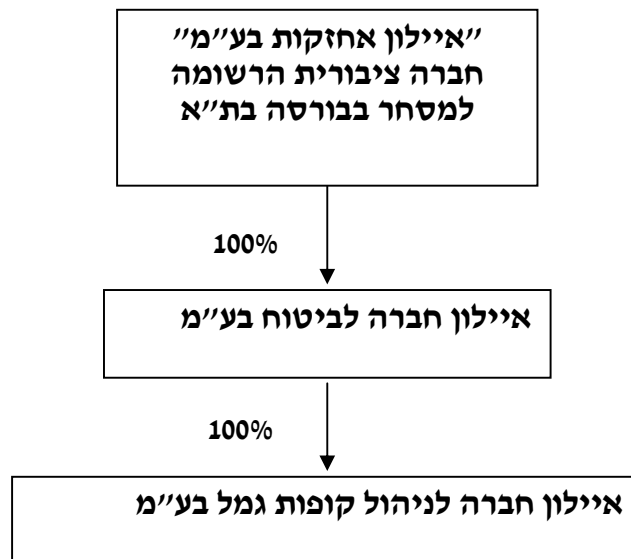 "איילון אחזקות בע"מ"
חברה ציבורית הרשומה
למסחר בבורסה בת"א
100%
איילון חברה לביטוח בע"מ
100%
איילון חברה לניהול קופות גמל בע"מ